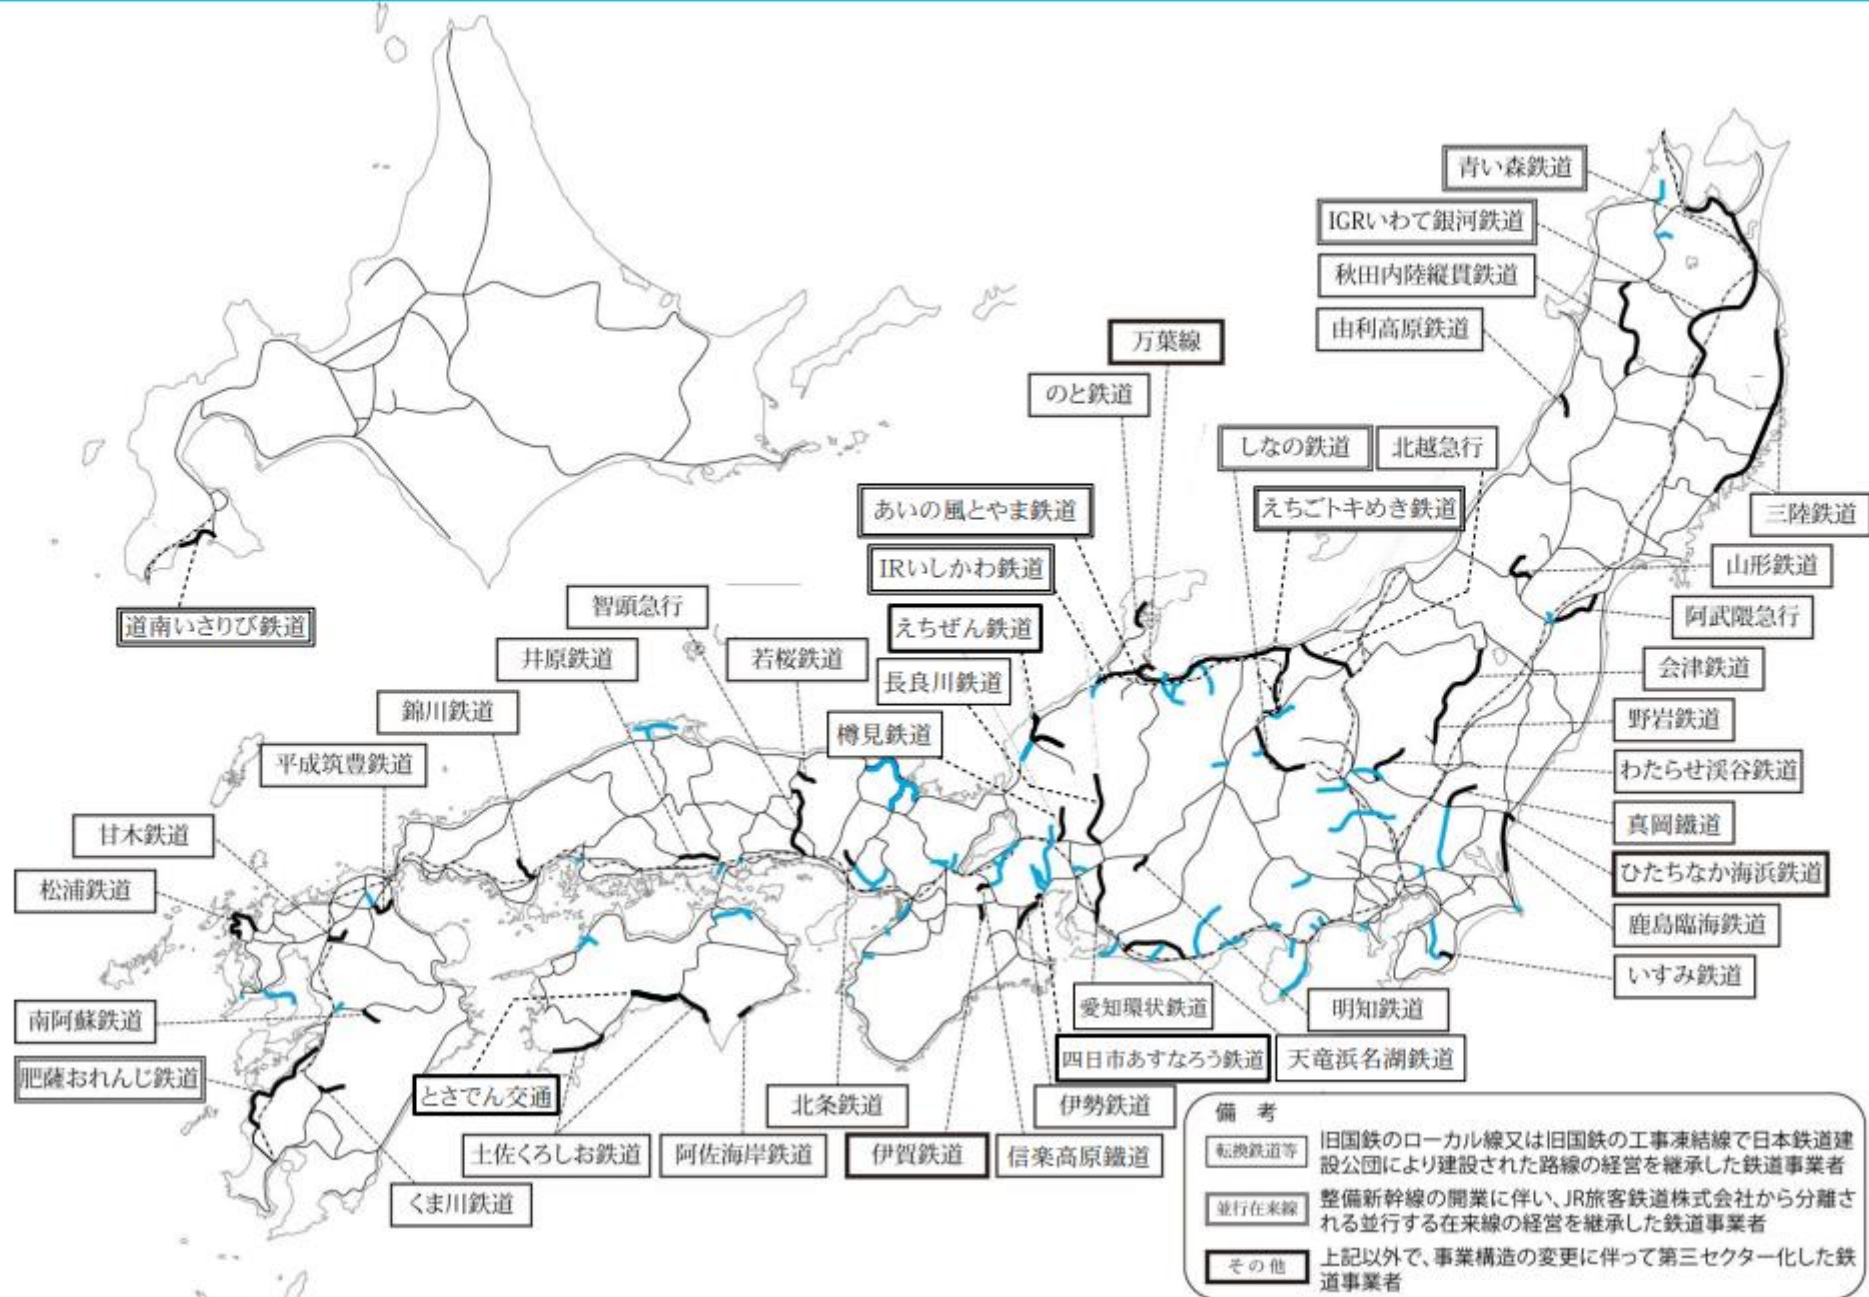 青い森鉄道
IGRいわて銀河鉄道
秋田内陸縦貫鉄道
由利高原鉄道
万葉線
のと鉄道
しなの鉄道
北越急行
あいの風とやま鉄道
えちごトキめき鉄道
三陸鉄道
IRいしかわ鉄道
山形鉄道
智頭急行
えちぜん鉄道
阿武隈急行
道南いさりび鉄道
井原鉄道
若桜鉄道
長良川鉄道
会津鉄道
錦川鉄道
樽見鉄道
野岩鉄道
平成筑豊鉄道
わたらせ渓谷鉄道
甘木鉄道
真岡鐵道
松浦鉄道
ひたちなか海浜鉄道
鹿島臨海鉄道
いすみ鉄道
南阿蘇鉄道
愛知環状鉄道
明知鉄道
四日市あすなろう鉄道
天竜浜名湖鉄道
肥薩おれんじ鉄道
とさでん交通
北条鉄道
伊勢鉄道
土佐くろしお鉄道
阿佐海岸鉄道
伊賀鉄道
信楽高原鐵道
くま川鉄道
備 考
転換鉄道等
旧国鉄のローカル線又は旧国鉄の工事凍結線で日本鉄道建
設公団により建設された路線の経営を継承した鉄道事業者
並行在来線
整備新幹線の開業に伴い、JR旅客鉄道株式会社から分離さ
れる並行する在来線の経営を継承した鉄道事業者
その他
上記以外で、事業構造の変更に伴って第三セクター化した鉄
道事業者